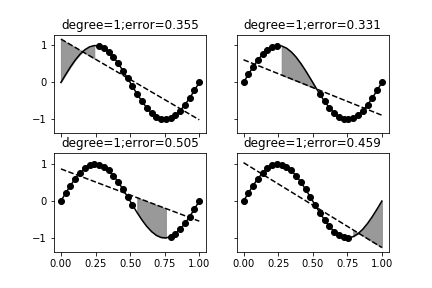 degree=1;error=0.355
degree=1;error=0.331
1
0
−1
degree=1;error=0.505
degree=1;error=0.459
1
0
−1
0.00 0.25 0.50 0.75 1.00
0.00 0.25 0.50 0.75 1.00